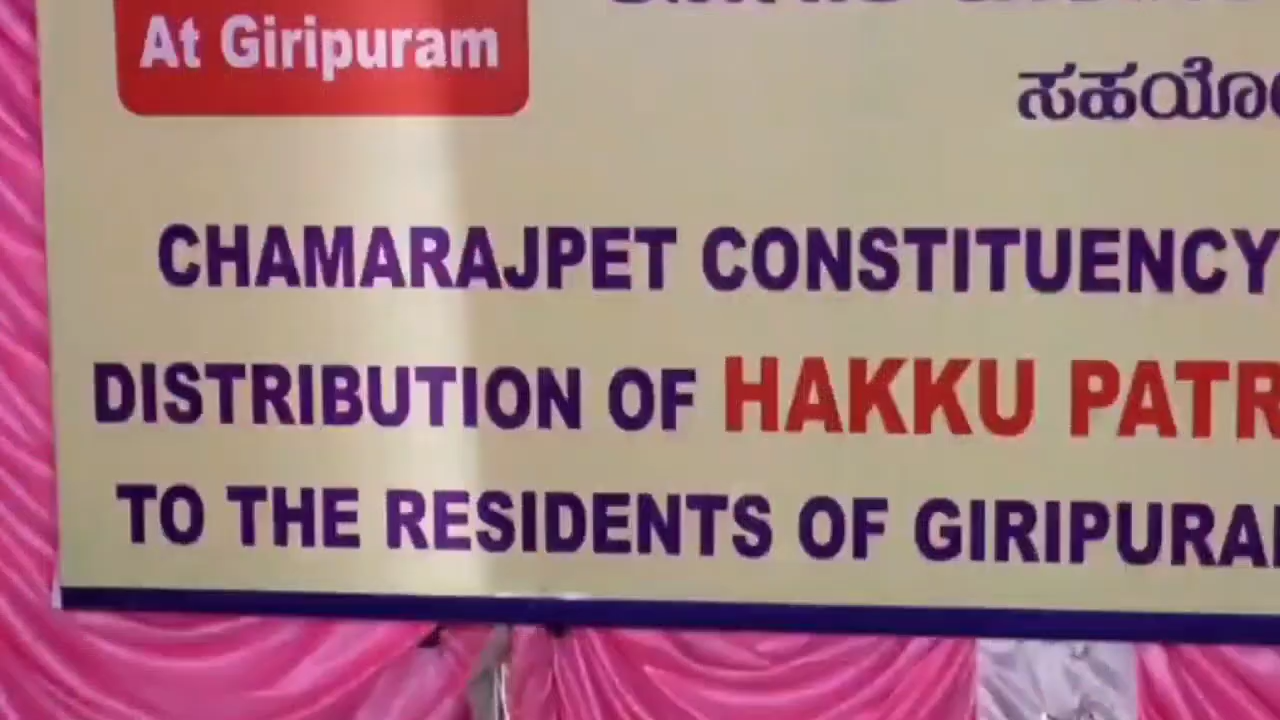 At Giripuram
ಸಹಯೋ
CHAMARAJPET CONSTITUENCY
DISTRIBUTION OF HAKKU PATR
TO THE RESIDENTS OF GIRIPURA